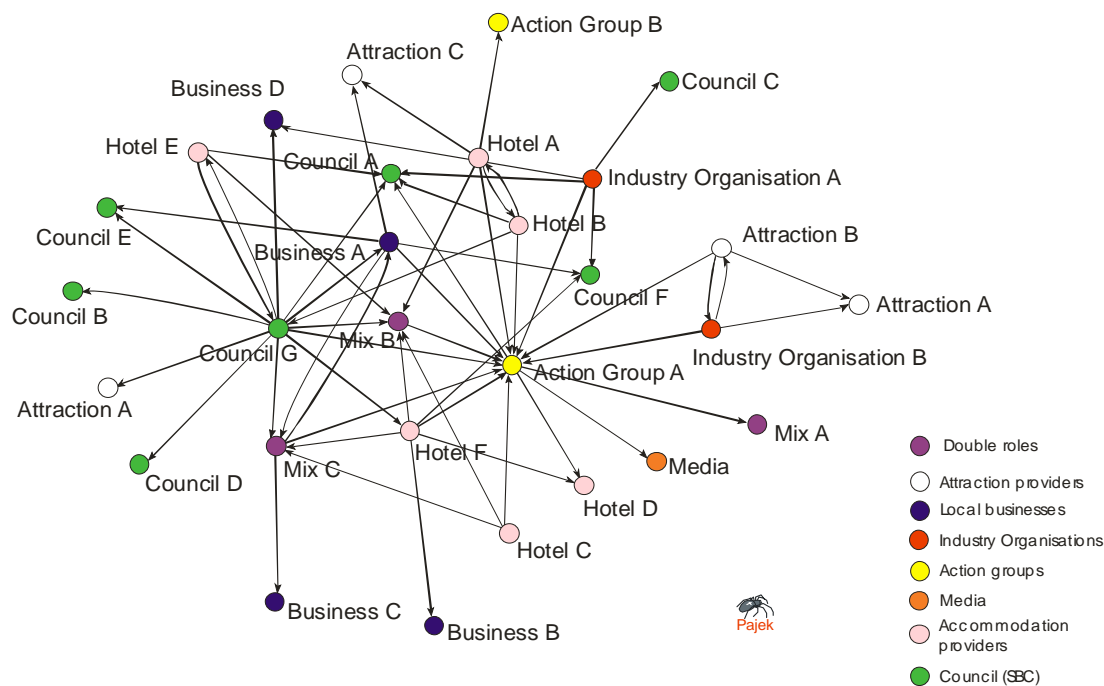 Action Group B
Attraction C
Council C
Business D
Hotel E
Hotel A
Council A
Industry Organisation A
Council E
Hotel B
Business A
Attraction B
Council F
Council B
Attraction A
Council G
Mix B
Industry Organisation B
Action Group A
Attraction A
Mix A
Council D
Mix C
Hotel F
Media
Hotel D
Hotel C
Business C
Business B
Pajek
Double roles
Attraction providers
Local businesses
Industry Organisations
Action groups
Media
Accommodation
providers
Council (SBC)